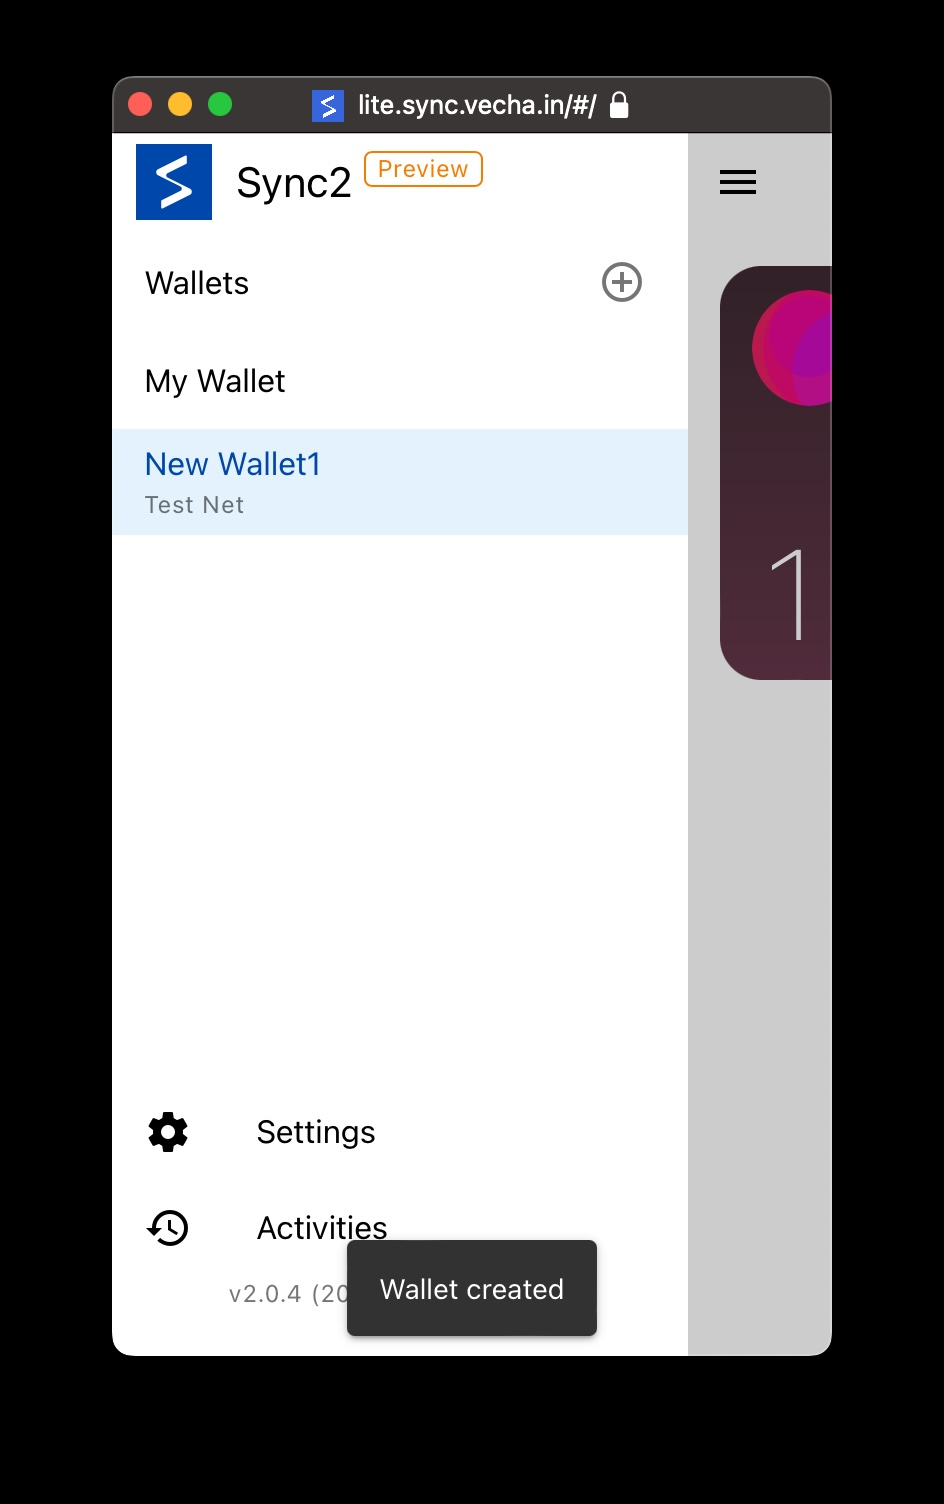 lite.sync.vecha.in/#/
Sync2 Preview
Wallets
My Wallet
New Wallet1
Test Net
1
Settings
Activities
v2.0.4 (20
Wallet created